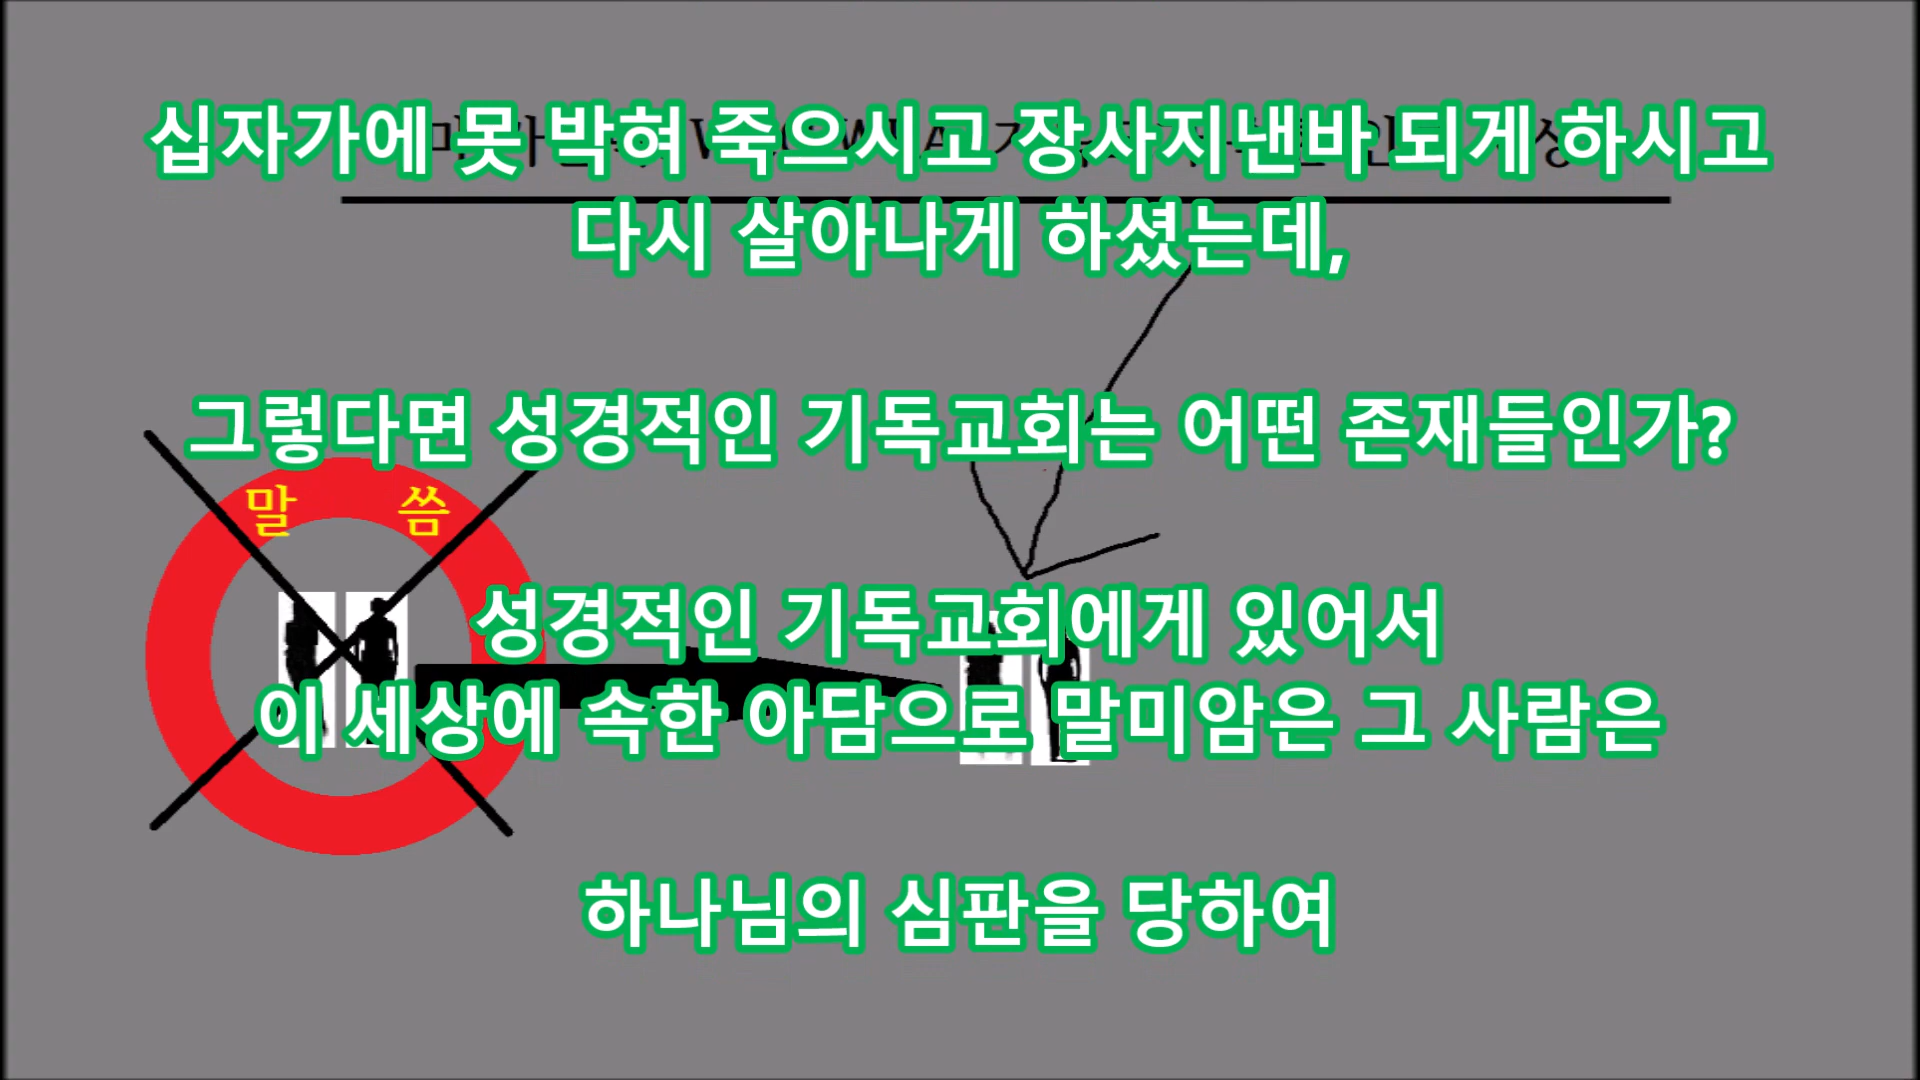 십자가에 못 박혀 죽으시고 장사지낸바 되게 하시고
다시 살아나게 하셨는데,
그렇다면 성경적인 기독교회는 어떤 존재들인가?
말 씀
성경적인 기독교회에게 있어서
이 세상에 속한 아담으로 말미암은 그 사람은
하나님의 심판을 당하여